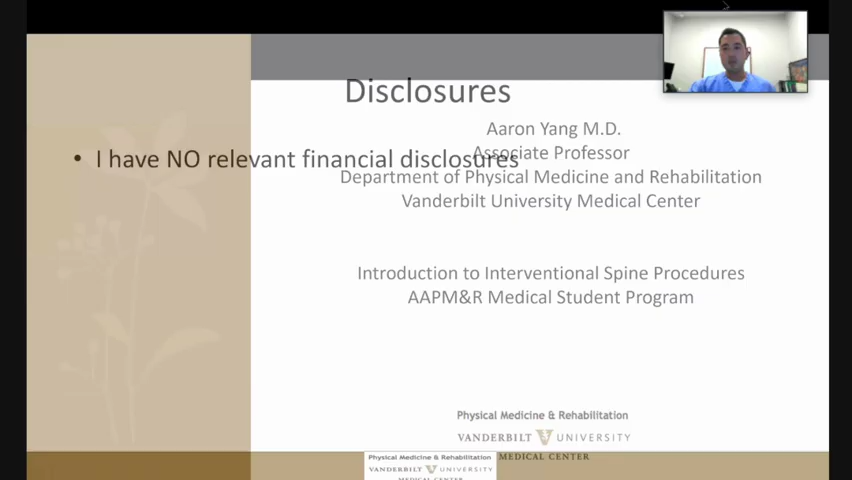 Disclosures
Aaron Yang M.D.
• I have NO relevant financial disclosures
Associate Professor
Department of Physical Medicine and Rehabilitation
Vanderbilt University Medical Center
Introduction to Interventional Spine Procedures
AAPM&R Medical Student Program
Physical Medicine & Rehabilitation
VANDERBILT V UNIVERSITY
MEDICAL CENTER
Physical Medicine & Rehabilitation
VANDERBILT V UNIVERSITY
MEDICAL CENTER